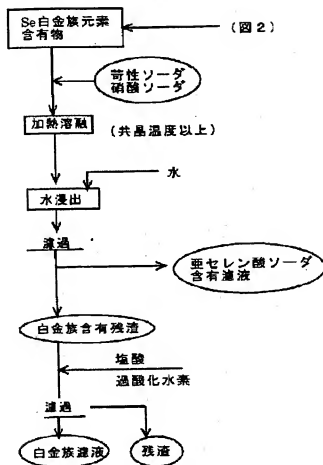 Se白金族元素
含有物
(図2)
苛性ソーダ
硝酸ソーダ
加熱溶融
(共晶温度以上)
水
水浸出
濾過
亜セレン酸ソーダ
含有濾液
白金族含有残渣
塩酸
過酸化水素
濾過
白金族濾液
残渣